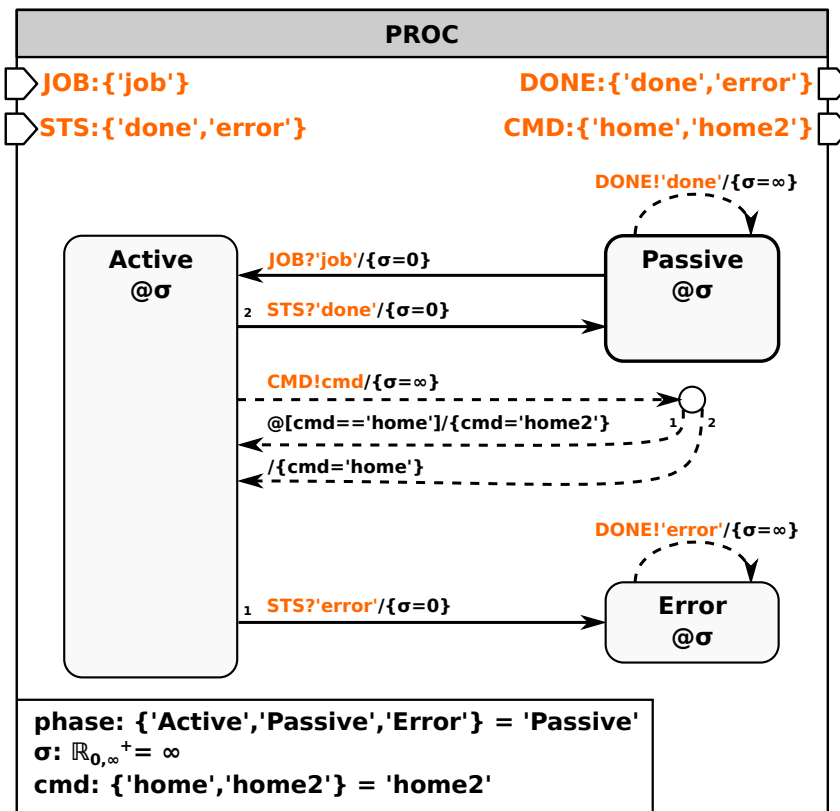 PROC
JOB:{'job'}
DONE:{'done','error'}
STS:{'done','error'}
CMD:{'home','home2'}
DONE!'done'/{σ=∞}
Active
@σ
Passive
@σ
JOB?'job'/{σ=0}
2 STS?'done'/{σ=0}
CMD!cmd/{σ=∞}
@[cmd=='home']/{cmd='home2'}
1 2
/{cmd='home'}
DONE!'error'/{σ=∞}
1 STS?'error'/{σ=0}
Error
@σ
phase: {'Active','Passive','Error'} = 'Passive'
σ: ℝ₀,∞⁺= ∞
cmd: {'home','home2'} = 'home2'